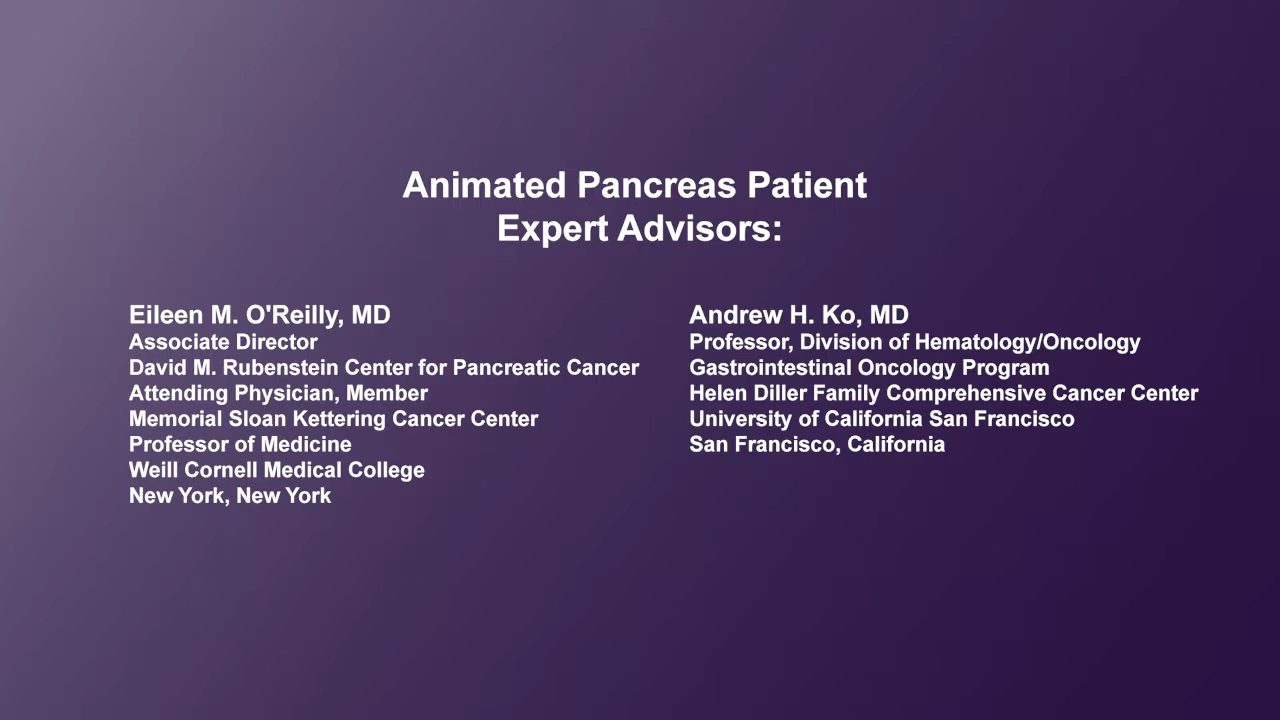 Animated Pancreas Patient
Expert Advisors:
Eileen M. O'Reilly, MD
Associate Director
David M. Rubenstein Center for Pancreatic Cancer
Attending Physician, Member
Memorial Sloan Kettering Cancer Center
Professor of Medicine
Weill Cornell Medical College
New York, New York
Andrew H. Ko, MD
Professor, Division of Hematology/Oncology
Gastrointestinal Oncology Program
Helen Diller Family Comprehensive Cancer Center
University of California San Francisco
San Francisco, California